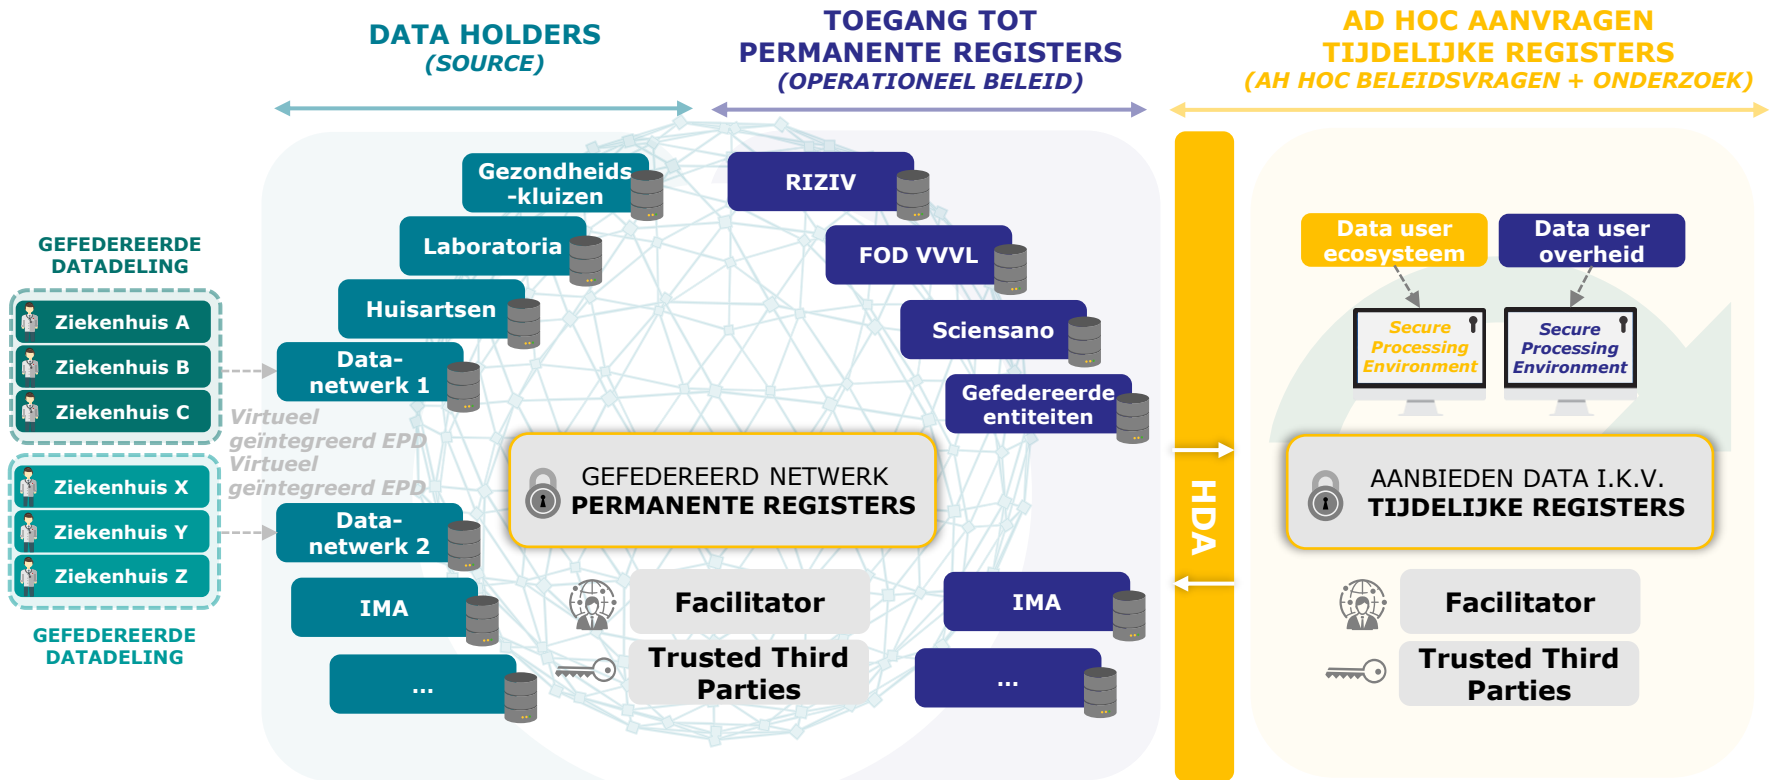 DATA HOLDERS
(SOURCE)
TOEGANG TOT
PERMANENTE REGISTERS
(OPERATIONEEL BELEID)
AD HOC AANVRAGEN
TIJDELIJKE REGISTERS
(AH HOC BELEIDSVRAGEN + ONDERZOEK)
GEFEDEREERDE
DATADELING
Ziekenhuis A
Ziekenhuis B
Ziekenhuis C
Virtueel
geïntegreerd EPD
Virtueel
geïntegreerd EPD
Ziekenhuis X
Ziekenhuis Y
Ziekenhuis Z
GEFEDEREERDE
DATADELING
Gezondheids
-kluizen
Laboratoria
Huisartsen
Data-
netwerk 1
Data-
netwerk 2
IMA
...
GEFEDEREERD NETWERK
PERMANENTE REGISTERS
Facilitator
Trusted Third
Parties
RIZIV
FOD VVVL
Sciensano
Gefedereerde
entiteiten
IMA
...
HDA
Data user
ecosysteem
Data user
overheid
Secure
Processing
Environment
Secure
Processing
Environment
AANBIEDEN DATA I.K.V.
TIJDELIJKE REGISTERS
Facilitator
Trusted Third
Parties